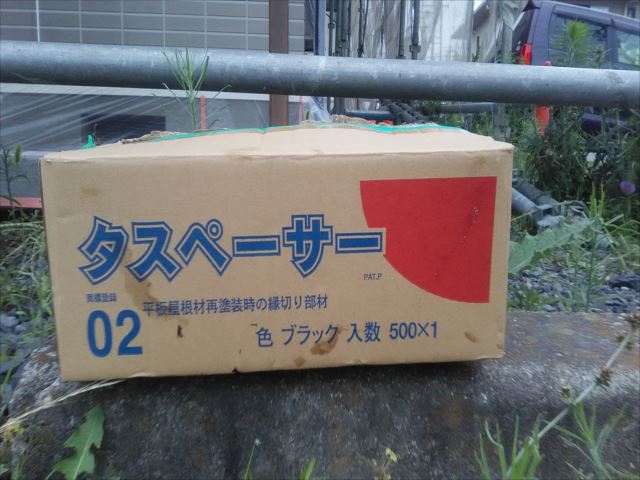 タスペーサー
PAT.P
商標登録
02
平板屋根材再塗装時の縁切り部材
色 ブラック 入数 500×1